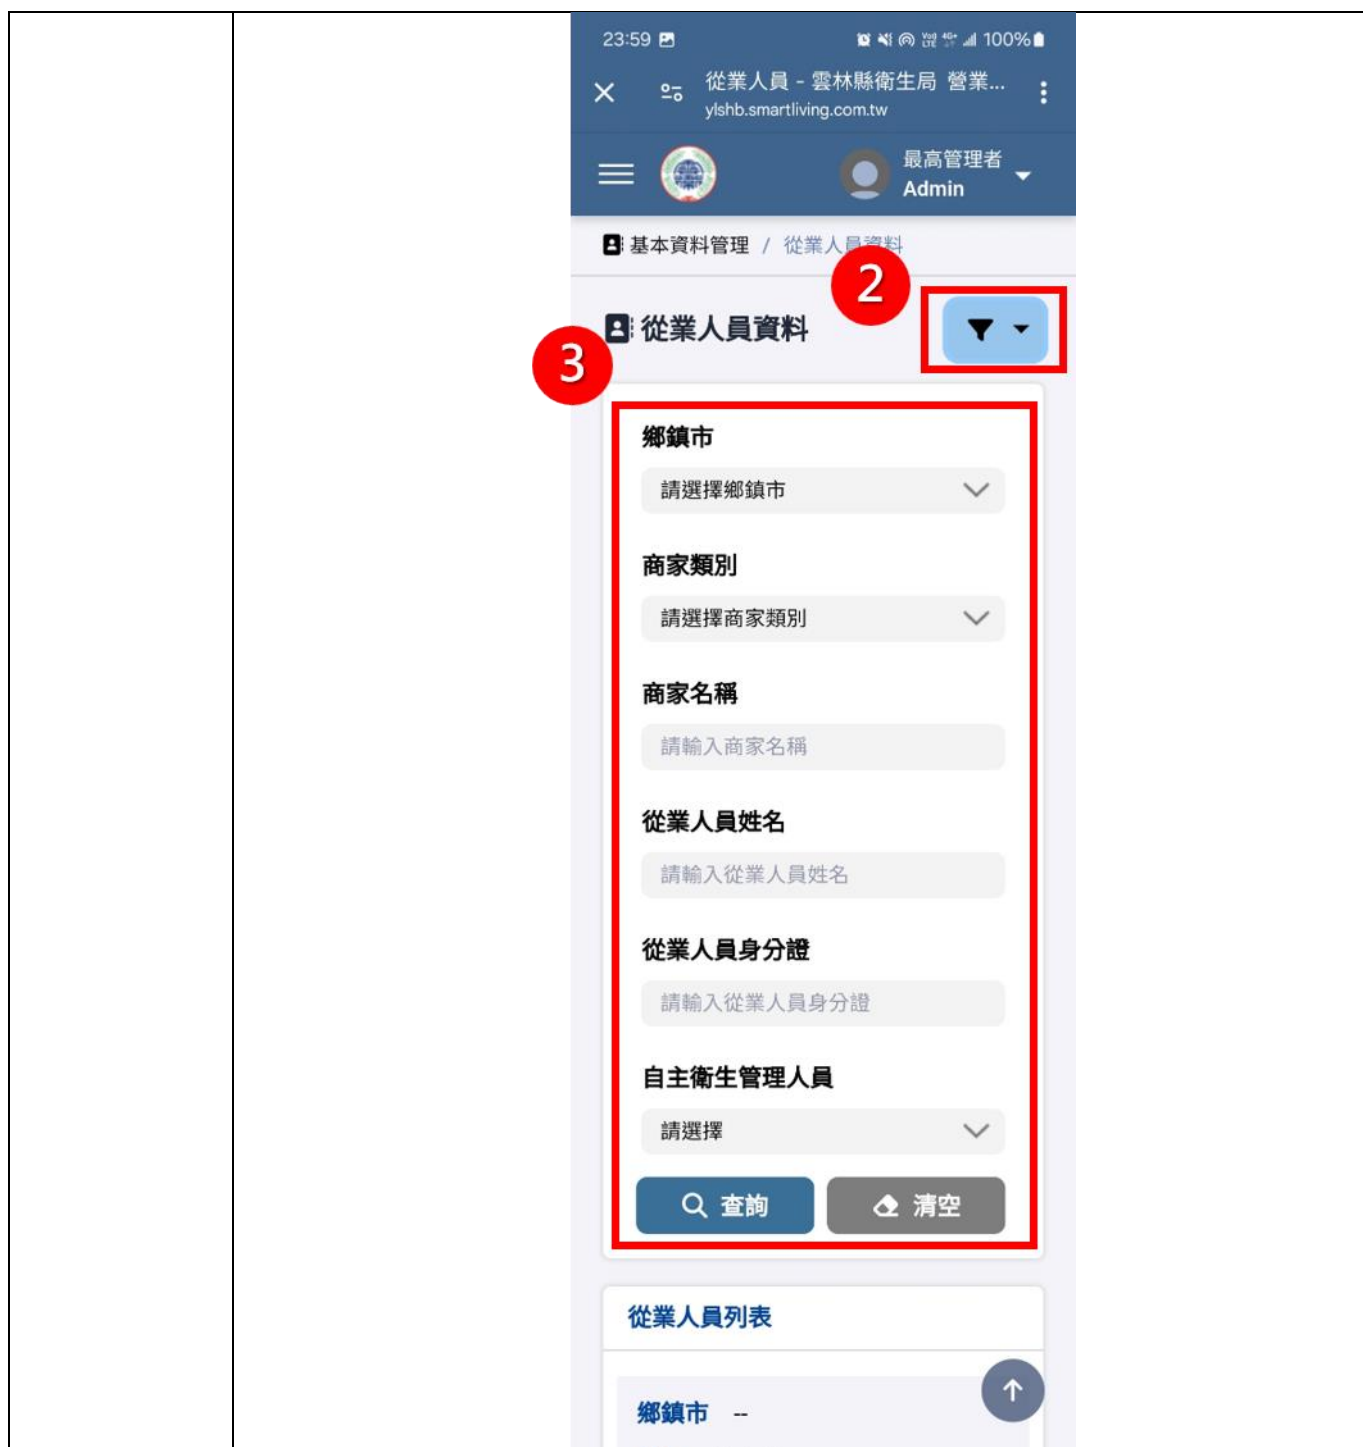 23:59 Vo) LTE 4G+ 100%
從業人員 - 雲林縣衛生局 營業...
ylshb.smartliving.com.tw
最高管理者
Admin
基本資料管理 / 從業人員資料
2
從業人員資料
3
鄉鎮市
請選擇鄉鎮市
商家類別
請選擇商家類別
商家名稱
請輸入商家名稱
從業人員姓名
請輸入從業人員姓名
從業人員身分證
請輸入從業人員身分證
自主衛生管理人員
請選擇
查詢 清空
從業人員列表
鄉鎮市 --